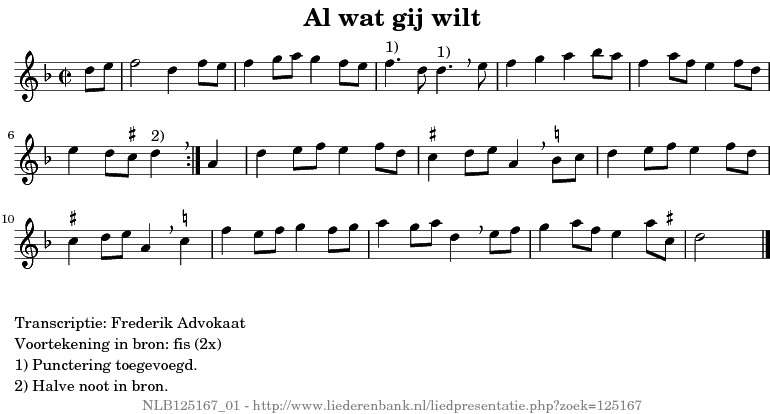 Al wat gij wilt
1) 1)
6 2)
10
Transcriptie: Frederik Advokaat
Voortekening in bron: fis (2x)
1) Punctering toegevoegd.
2) Halve noot in bron.
NLB125167_01 - http://www.liederenbank.nl/liedpresentatie.php?zoek=125167